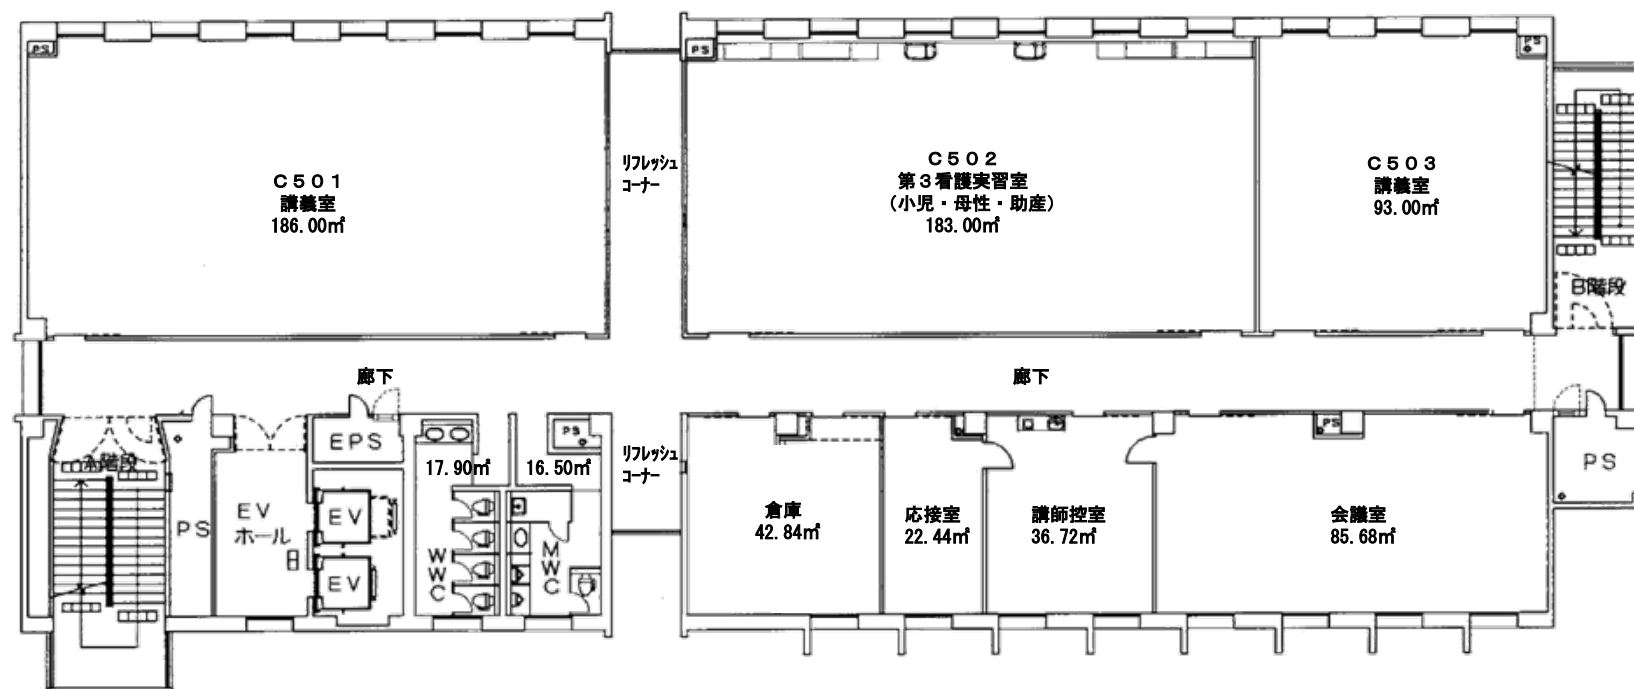 PS
PS
PS
C501
講義室
186.00㎡
リフレッシュ
コーナー
C502
第3看護実習室
(小児・母性・助産)
183.00㎡
C503
講義室
93.00㎡
B階段
廊下
廊下
A階段
PS
EV
ホール
EPS
EV
EV
17.90㎡
WWC
PS
16.50㎡
MWC
リフレッシュ
コーナー
倉庫
42.84㎡
応接室
22.44㎡
講師控室
36.72㎡
PS
会議室
85.68㎡
PS